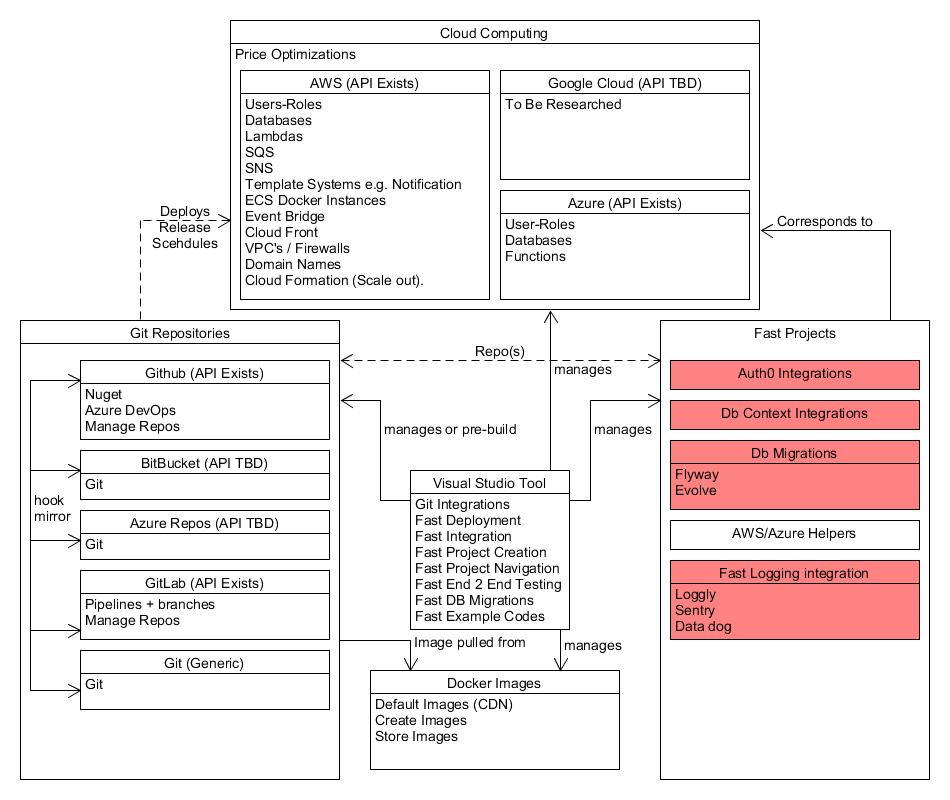 Cloud Computing
Price Optimizations
AWS (API Exists)
Users-Roles
Databases
Lambdas
SQS
SNS
Template Systems e.g. Notification
ECS Docker Instances
Event Bridge
Cloud Front
VPC's / Firewalls
Domain Names
Cloud Formation (Scale out).
Google Cloud (API TBD)
To Be Researched
Azure (API Exists)
User-Roles
Databases
Functions
Deploys
Release
Scehdules
Corresponds to
Git Repositories
Github (API Exists)
Nuget
Azure DevOps
Manage Repos
BitBucket (API TBD)
Git
hook
mirror
Azure Repos (API TBD)
Git
GitLab (API Exists)
Pipelines + branches
Manage Repos
Git (Generic)
Git
Repo(s)
manages
manages or pre-build
manages
Visual Studio Tool
Git Integrations
Fast Deployment
Fast Integration
Fast Project Creation
Fast Project Navigation
Fast End 2 End Testing
Fast DB Migrations
Fast Example Codes
Image pulled from
manages
Docker Images
Default Images (CDN)
Create Images
Store Images
Fast Projects
Auth0 Integrations
Db Context Integrations
Db Migrations
Flyway
Evolve
AWS/Azure Helpers
Fast Logging integration
Loggly
Sentry
Data dog